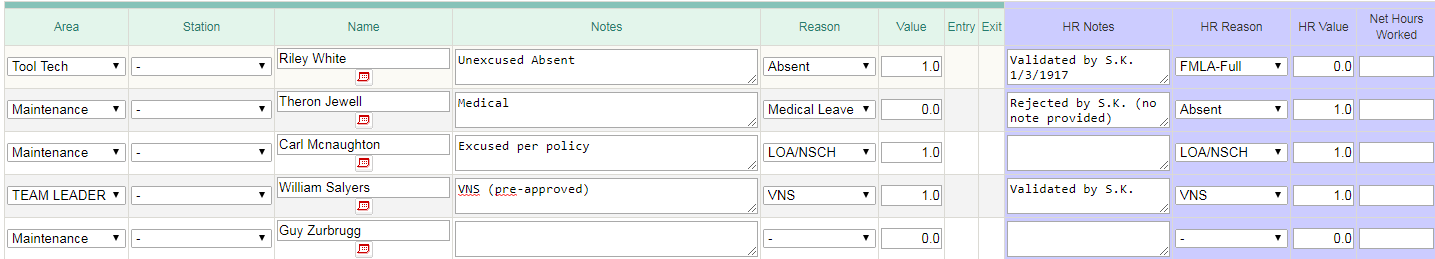 Area Station Name Notes Reason Value Entry Exit HR Notes HR Reason HR Value Net Hours Worked
Tool Tech - Riley White Unexcused Absent Absent 1.0 Validated by S.K. 1/3/1917 FMLA-Full 0.0
Maintenance - Theron Jewell Medical Medical Leave 0.0 Rejected by S.K. (no note provided) Absent 1.0
Maintenance - Carl Mcnaughton Excused per policy LOA/NSCH 1.0 LOA/NSCH 1.0
TEAM LEADER - William Salyers VNS (pre-approved) VNS 1.0 Validated by S.K. VNS 1.0
Maintenance - Guy Zurbrugg - 0.0 - 0.0